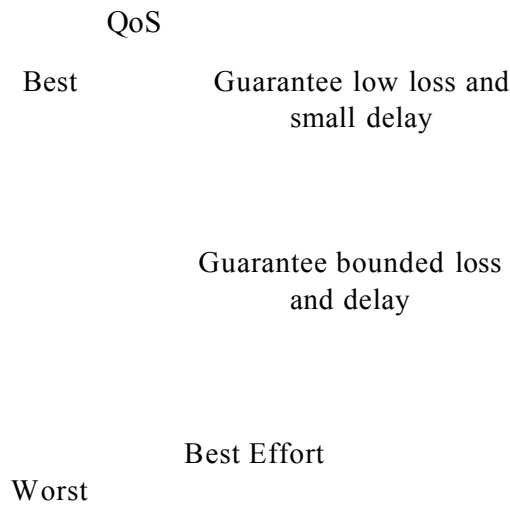 QoS
Best
Guarantee low loss and
small delay
Guarantee bounded loss
and delay
Best Effort
Worst